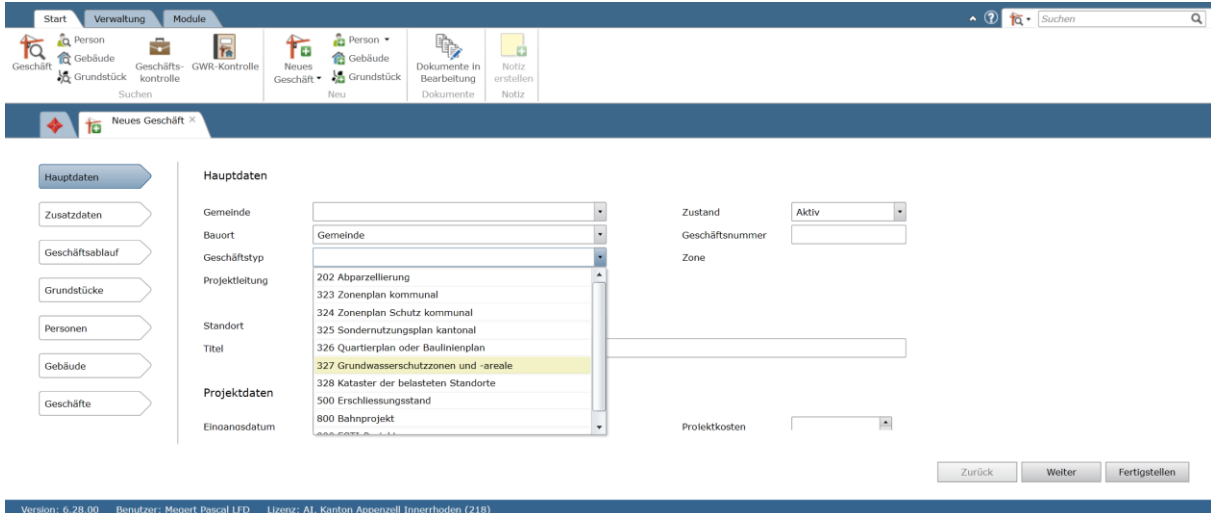 Start Verwaltung Module
Suchen
Person
Gebäude
Grundstück
Geschäft
Geschäfts-
kontrolle
GWR-Kontrolle
Suchen
Neues
Geschäft
Person
Gebäude
Grundstück
Neu
Dokumente in
Bearbeitung
Dokumente
Notiz
erstellen
Notiz
Neues Geschäft
Hauptdaten
Zusatzdaten
Geschäftsablauf
Grundstücke
Personen
Gebäude
Geschäfte
Hauptdaten
Gemeinde
Zustand Aktiv
Bauort Gemeinde
Geschäftsnummer
Geschäftstyp
Zone
Projektleitung
202 Abparzellierung
323 Zonenplan kommunal
324 Zonenplan Schutz kommunal
325 Sondernutzungsplan kantonal
326 Quartierplan oder Baulinienplan
327 Grundwasserschutzzonen und -areale
328 Kataster der belasteten Standorte
500 Erschliessungsstand
800 Bahnprojekt
Standort
Titel
Projektdaten
Eingangsdatum
Projektkosten
Zurück Weiter Fertigstellen
Version: 6.28.00 Benutzer: Megert Pascal LFD Lizenz: AI, Kanton Appenzell Innerrhoden (218)